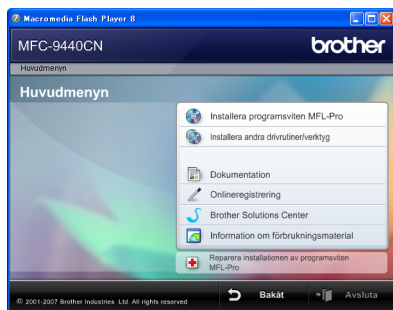 Macromedia Flash Player 8
MFC-9440CN
brother
Huvudmenyn
Huvudmenyn
Installera programsviten MFL-Pro
Installera andra drivrutiner/verktyg
Dokumentation
Onlineregistrering
Brother Solutions Center
Information om förbrukningsmaterial
Reparera installationen av programsviten
MFL-Pro
© 2001-2007 Brother Industries Ltd. All rights reserved
Bakåt
Avsluta